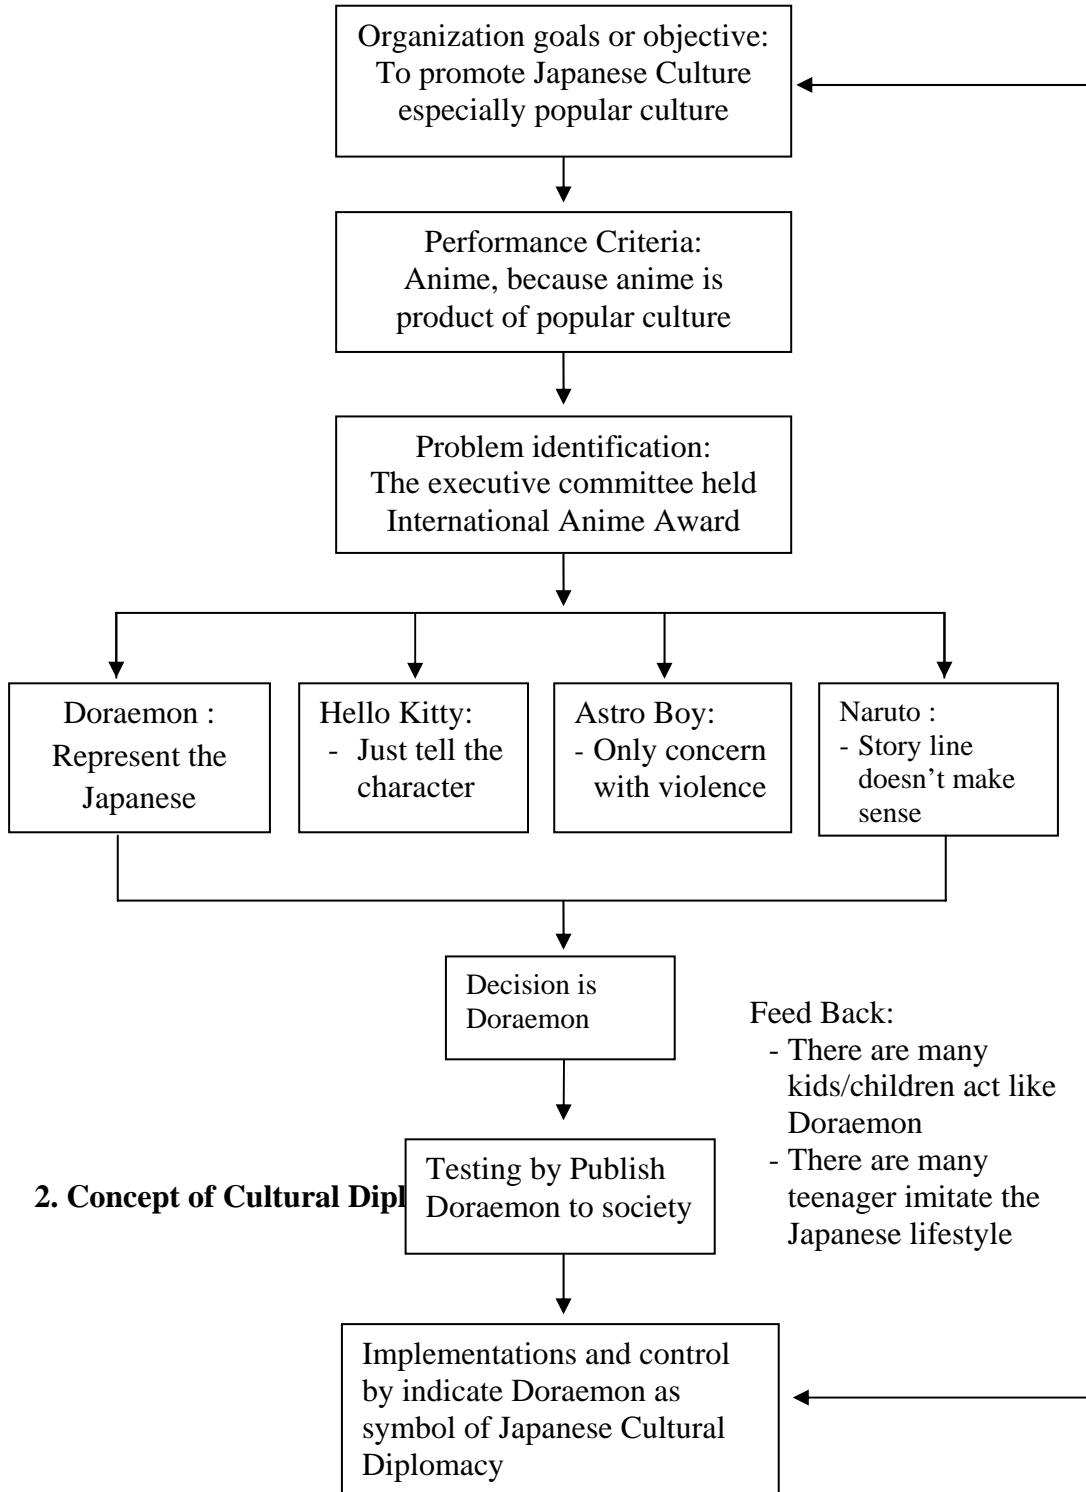 Organization goals or objective:
To promote Japanese Culture
especially popular culture
Performance Criteria:
Anime, because anime is
product of popular culture
Problem identification:
The executive committee held
International Anime Award
Doraemon :
Represent the
Japanese
Hello Kitty:
- Just tell the
character
Astro Boy:
- Only concern
with violence
Naruto :
- Story line
doesn’t make
sense
Decision is
Doraemon
Feed Back:
- There are many
kids/children act like
Doraemon
- There are many
teenager imitate the
Japanese lifestyle
2. Concept of Cultural
Testing by Publish
Doraemon to society
Implementations and control
by indicate Doraemon as
symbol of Japanese Cultural
Diplomacy